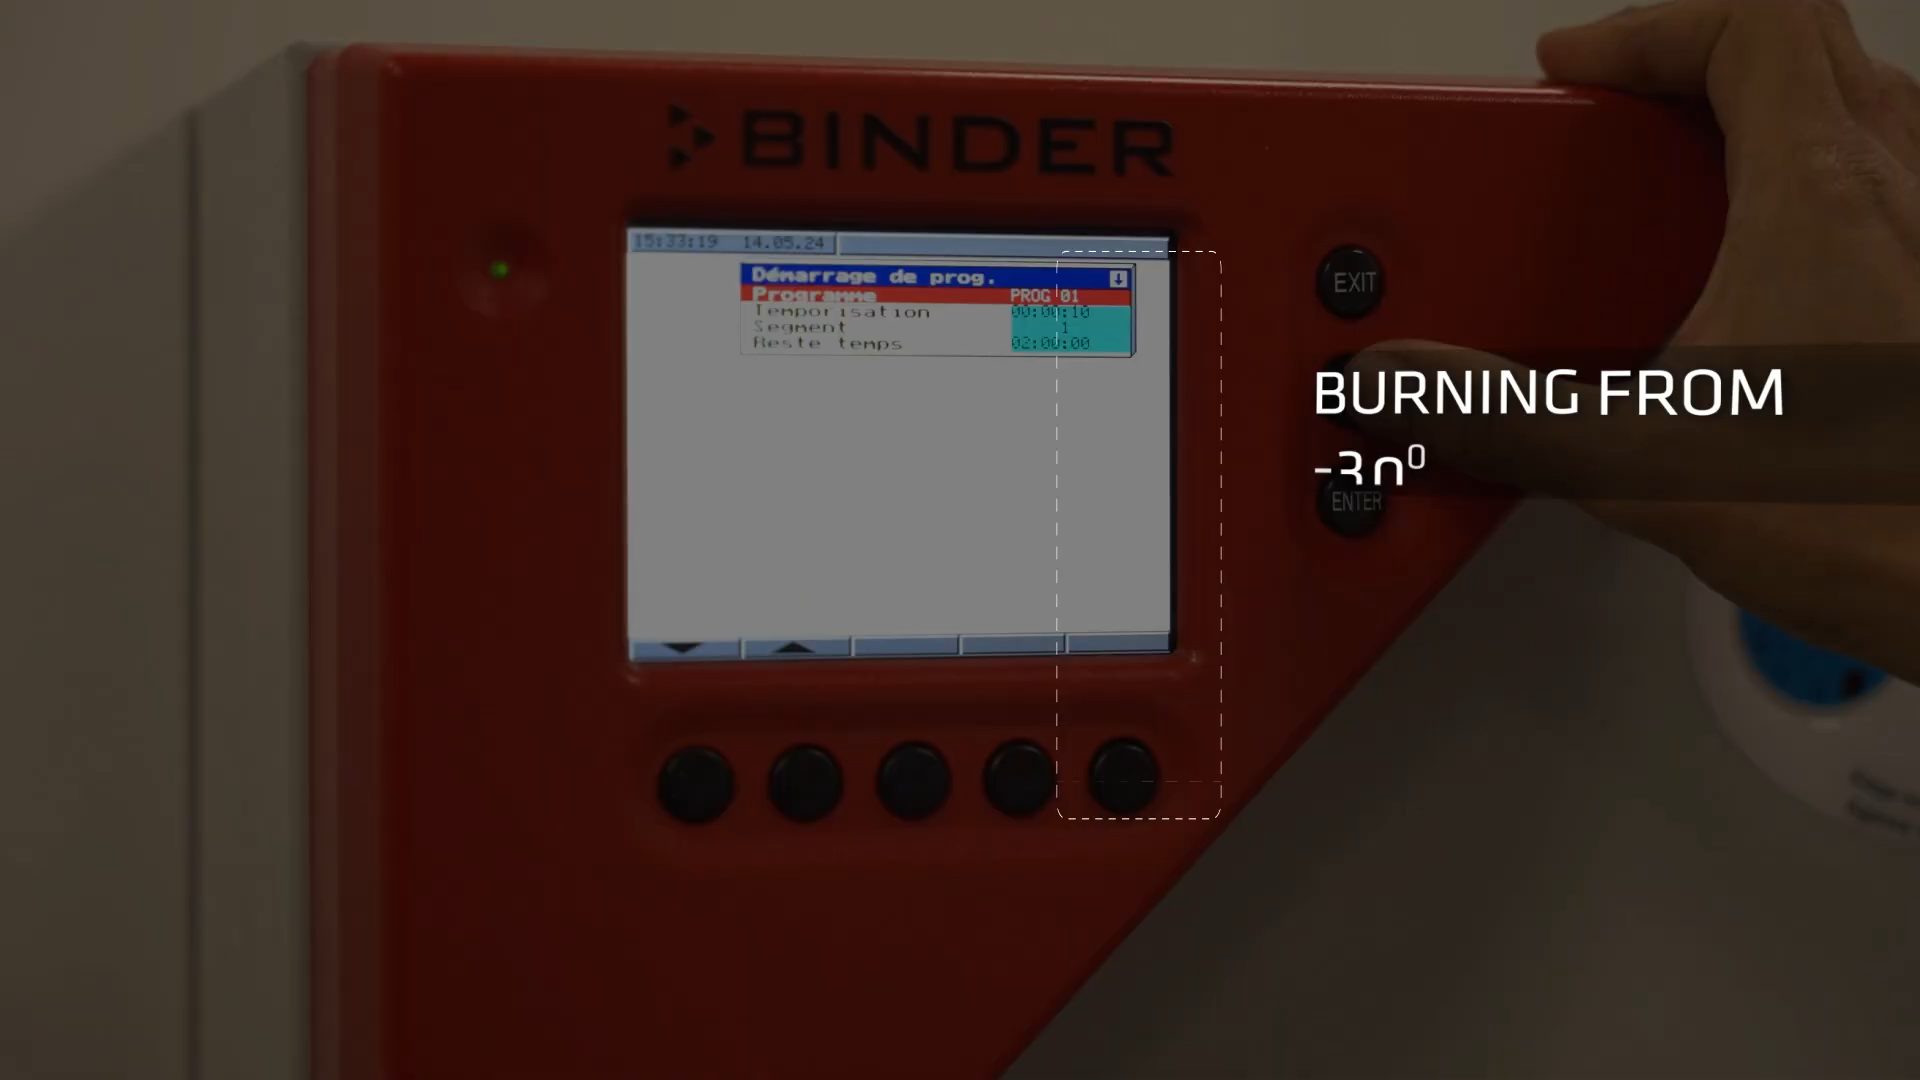 BINDER
15:33:19 14.05.24
Démarrage de prog.
Programme PROG 01
Temporisation 00:00:10
Segment 1
Reste temps 02:00:00
EXIT
BURNING FROM
-30⁰
ENTER